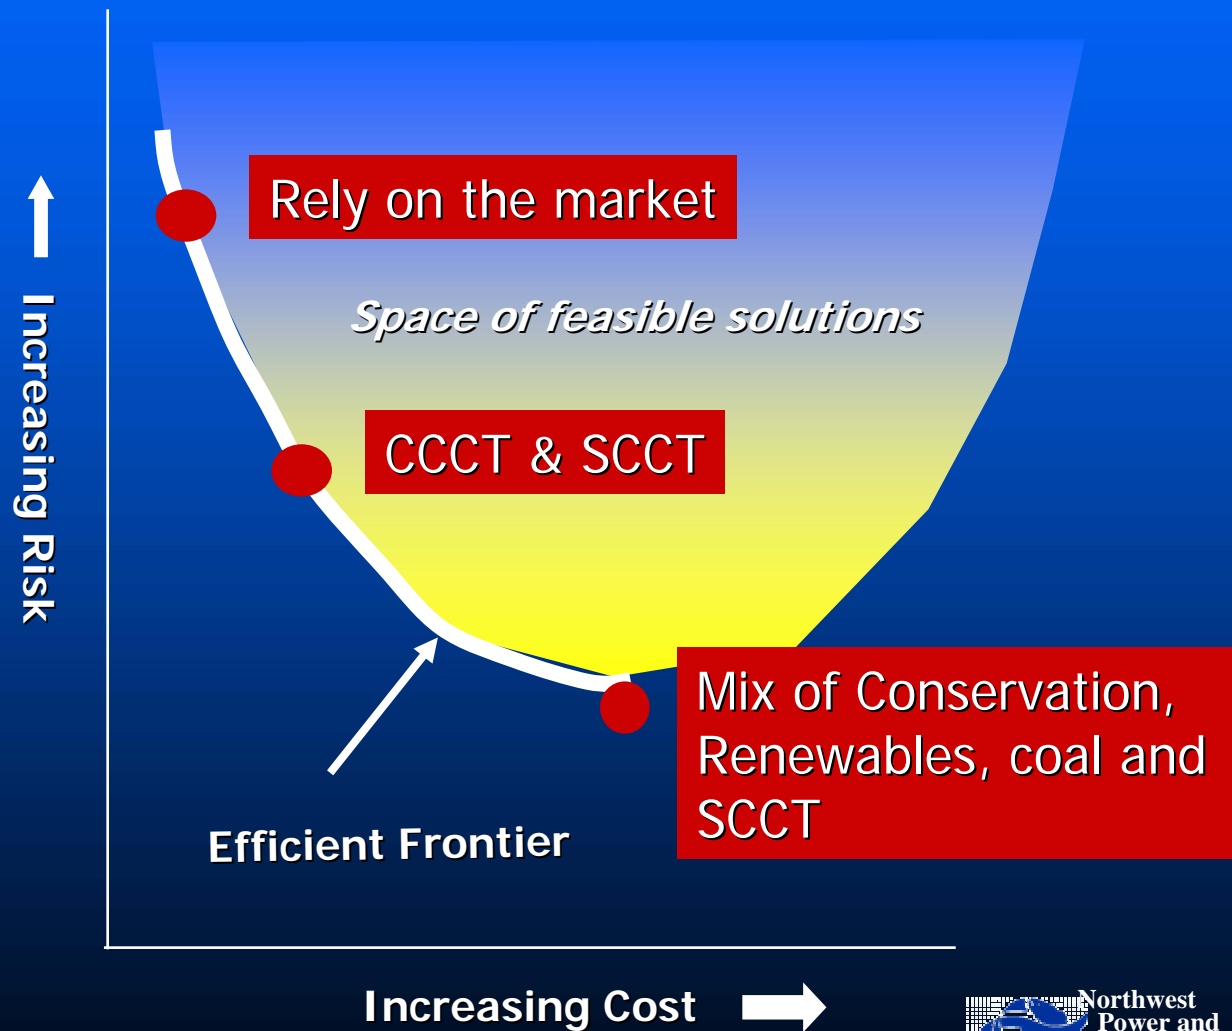 Rely on the market
Space of feasible solutions
CCCT & SCCT
Increasing Risk
Mix of Conservation,
Renewables, coal and
SCCT
Efficient Frontier
Increasing Cost
Northwest
Power and